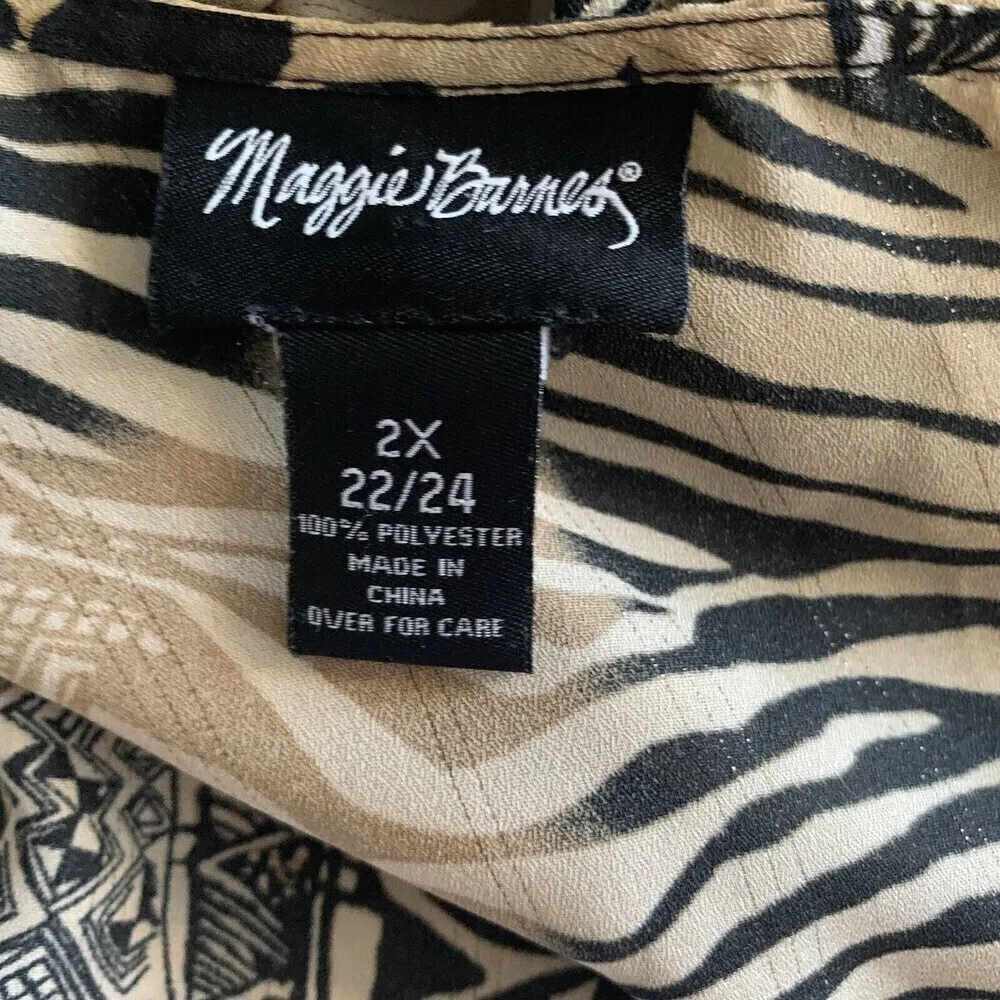 Maggie Barnes®
2X
22/24
100% POLYESTER
MADE IN
CHINA
OVER FOR CARE